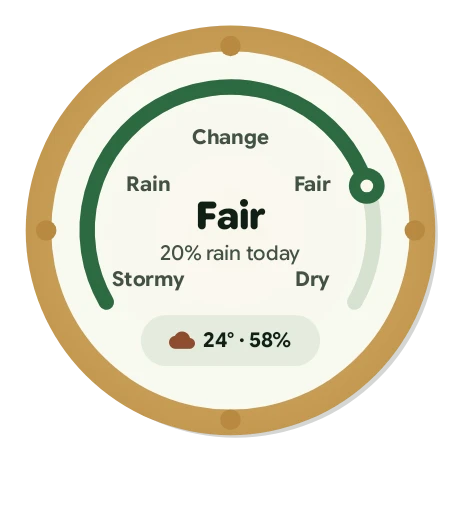 Change
Rain Fair
Fair
20% rain today
Stormy Dry
24° · 58%